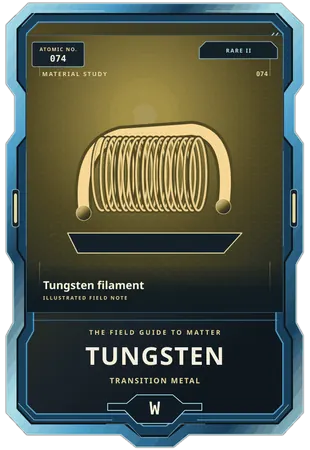 ATOMIC NO.
074
RARE II
MATERIAL STUDY
074
Tungsten filament
ILLUSTRATED FIELD NOTE
THE FIELD GUIDE TO MATTER
TUNGSTEN
TRANSITION METAL
W